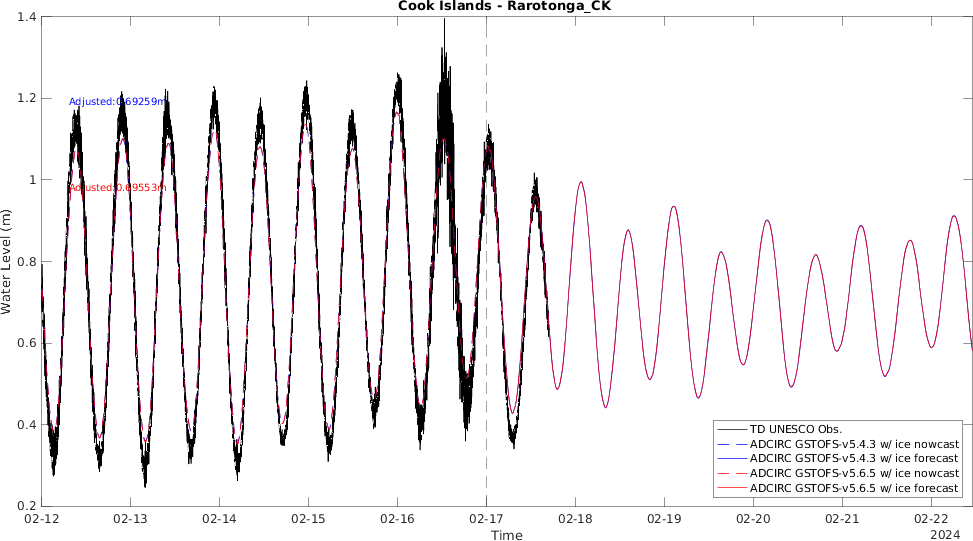 Cook Islands - Rarotonga_CK
1.4
1.2
1
0.8
0.6
0.4
0.2
Water Level (m)
Adjusted:0.69259m
Adjusted:0.69553m
02-12
02-13
02-14
02-15
02-16
02-17
02-18
02-19
02-20
02-21
02-22
2024
Time
TD UNESCO Obs.
ADCIRC GSTOFS-v5.4.3 w/ ice nowcast
ADCIRC GSTOFS-v5.4.3 w/ ice forecast
ADCIRC GSTOFS-v5.6.5 w/ ice nowcast
ADCIRC GSTOFS-v5.6.5 w/ ice forecast